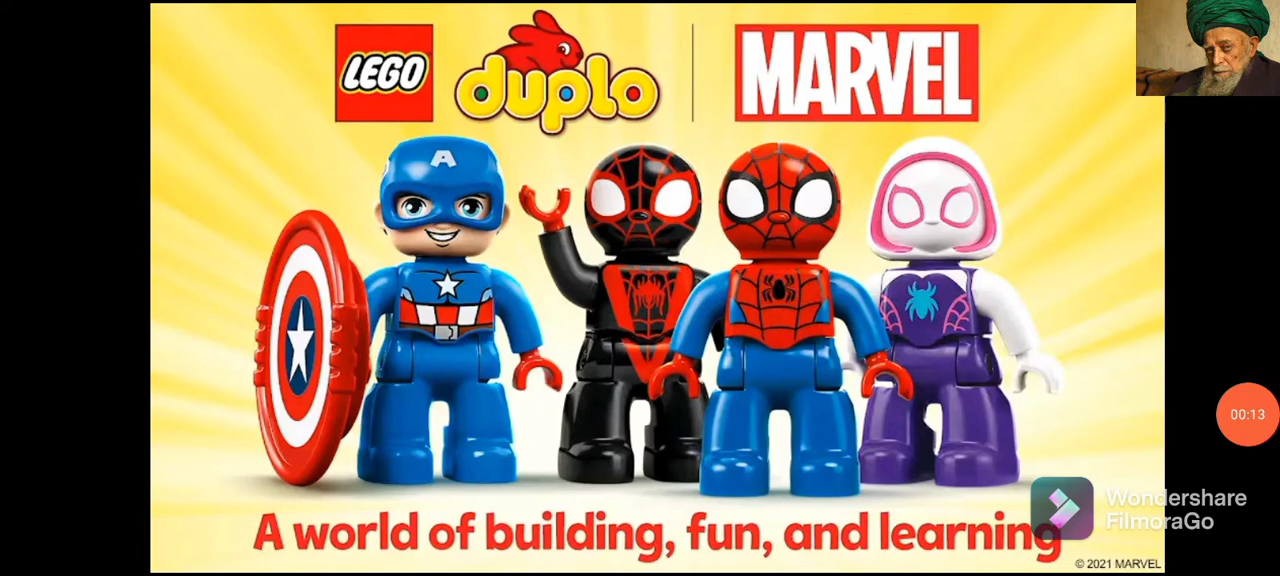 LEGO duplo MARVEL
A
A world of building, fun, and learning
© 2021 MARVEL
00:13
Wondershare
FilmoraGo